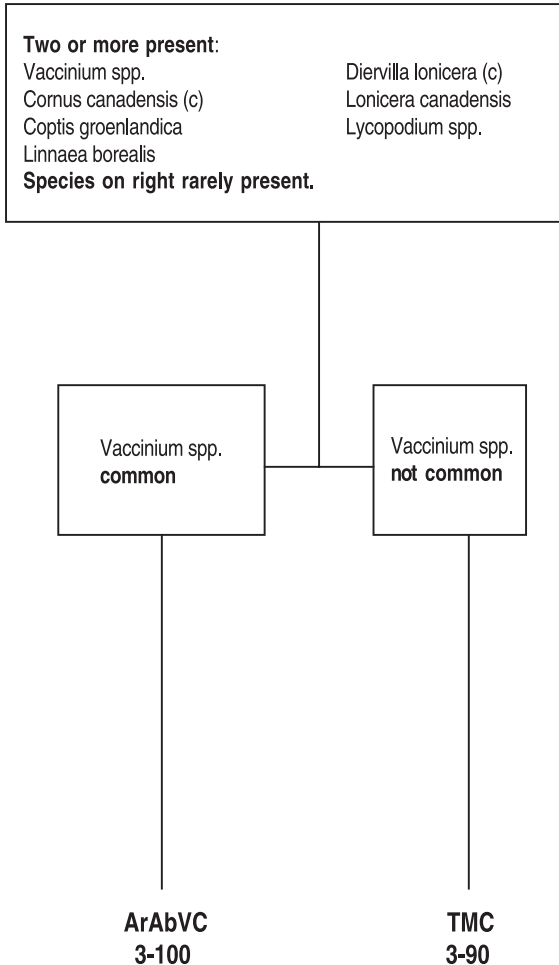 Two or more present:
Vaccinium spp.
Cornus canadensis (c)
Coptis groenlandica
Linnaea borealis
Diervilla lonicera (c)
Lonicera canadensis
Lycopodium spp.
Species on right rarely present.
Vaccinium spp.
common
Vaccinium spp.
not common
ArAbVC
3-100
TMC
3-90